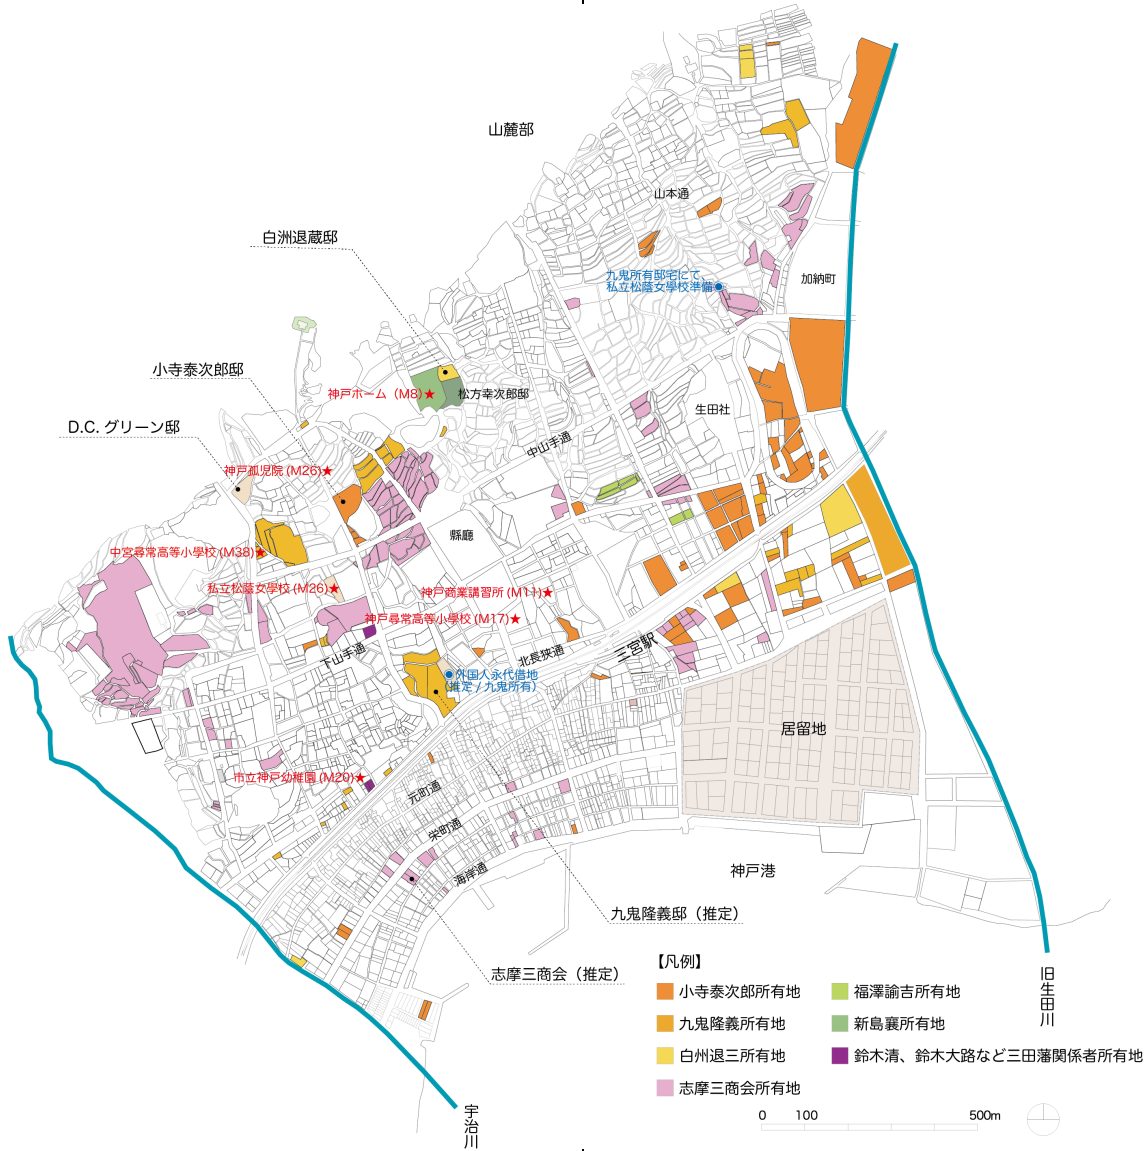 山麓部
山本通
白洲退蔵邸
九鬼所有邸宅にて、
私立松蔭女學校準備
加納町
小寺泰次郎邸
神戸ホーム（M8)★
松方幸次郎邸
生田社
D.C. グリーン邸
中山手通
神戸孤児院 (M26)★
縣廳
中宮尋常高等小學校 (M38)★
私立松蔭女學校 (M26)★
神戸商業講習所 (M11)★
神戸尋常高等小學校 (M17)★
下山手通
北長狭通
三宮駅
外国人永代借地
(推定 / 九鬼所有）
居留地
市立神戸幼稚園 (M20)★
元町通
栄町通
海岸通
神戸港
九鬼隆義邸（推定）
志摩三商会（推定）
旧生田川
宇治川
【凡例】
小寺泰次郎所有地
九鬼隆義所有地
白州退三所有地
志摩三商会所有地
福澤諭吉所有地
新島襄所有地
鈴木清、鈴木大路など三田藩関係者所有地
0 100 500m